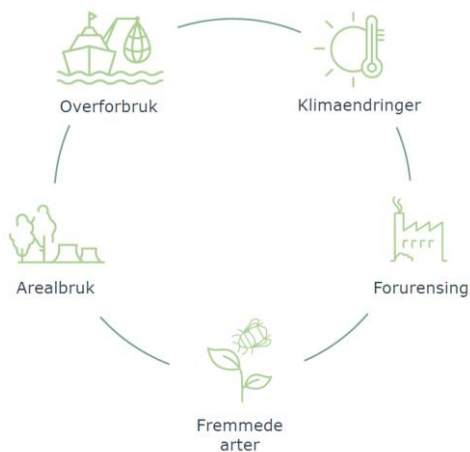 Overforbruk
Klimaendringer
Arealbruk
Forurensing
Fremmede
arter